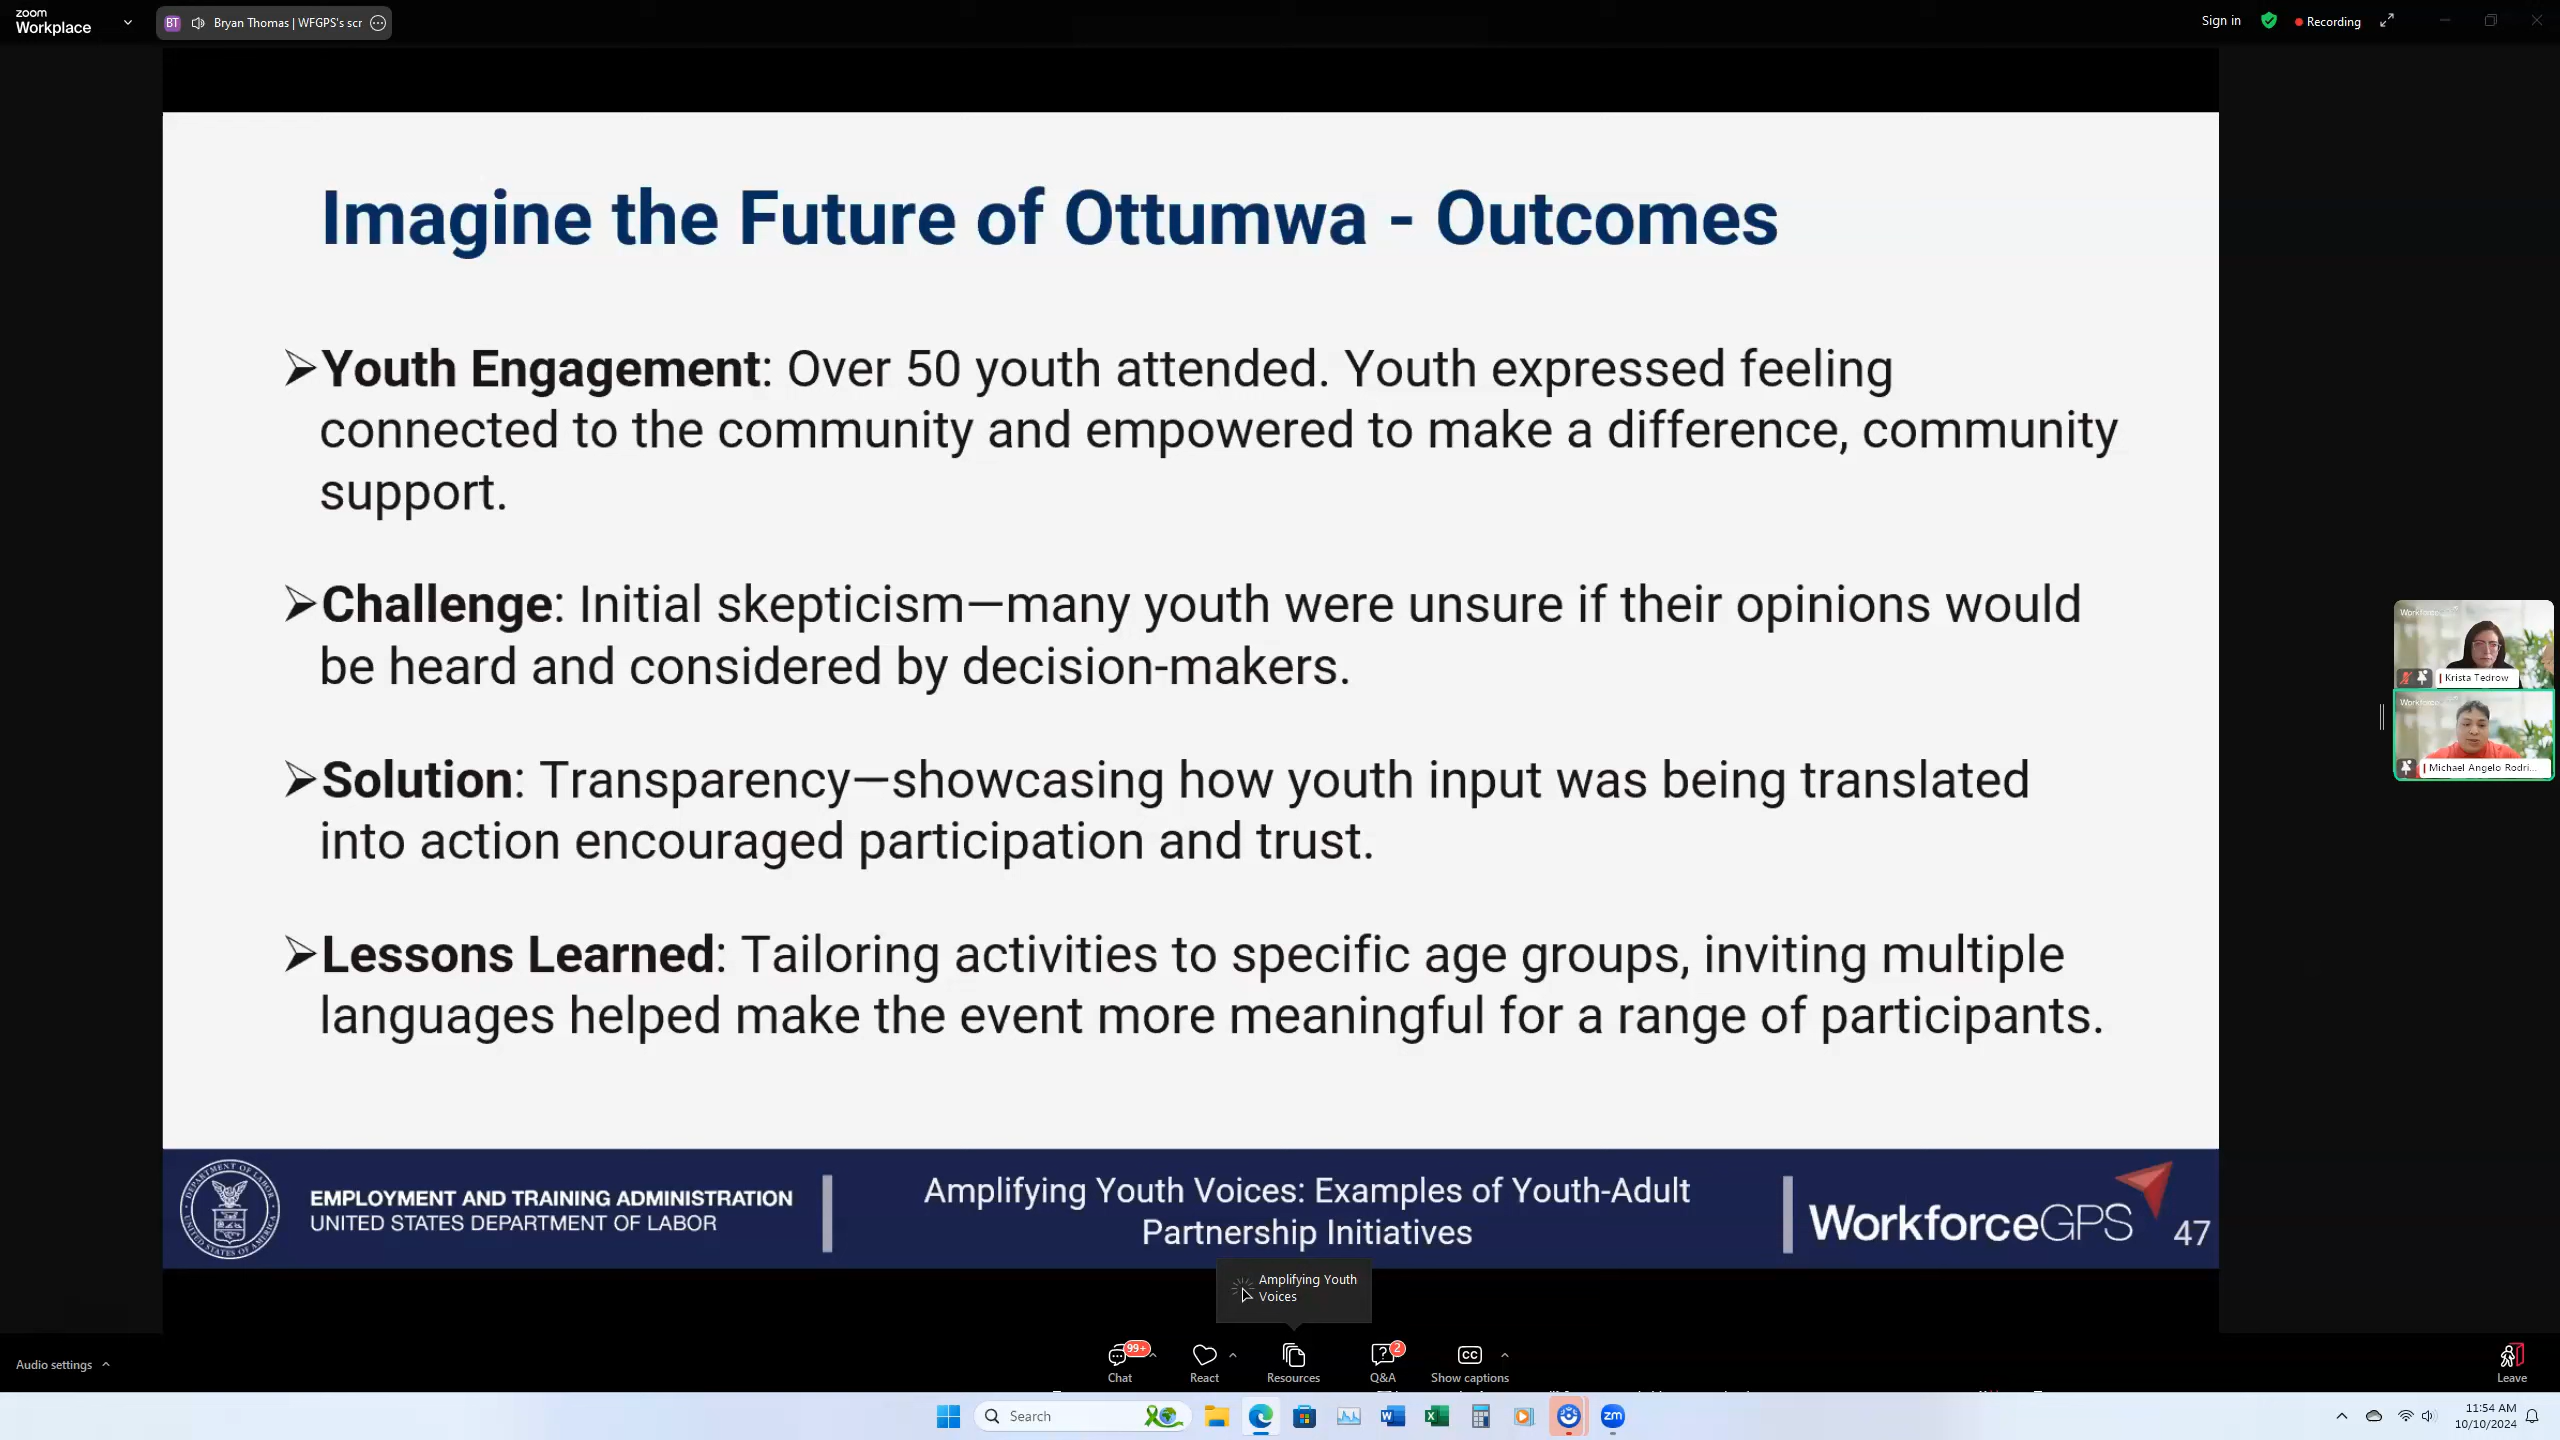 zoom
Workplace
BT
Bryan Thomas | WFGPS's scr
Sign in
Recording
Imagine the Future of Ottumwa - Outcomes
➢Youth Engagement: Over 50 youth attended. Youth expressed feeling
connected to the community and empowered to make a difference, community
support.
➢Challenge: Initial skepticism—many youth were unsure if their opinions would
be heard and considered by decision-makers.
➢Solution: Transparency—showcasing how youth input was being translated
into action encouraged participation and trust.
➢Lessons Learned: Tailoring activities to specific age groups, inviting multiple
languages helped make the event more meaningful for a range of participants.
Krista Tedrow
Michael Angelo Rodri...
EMPLOYMENT AND TRAINING ADMINISTRATION
UNITED STATES DEPARTMENT OF LABOR
Amplifying Youth Voices: Examples of Youth-Adult
Partnership Initiatives
WorkforceGPS
47
Amplifying Youth
Voices
Audio settings
99+
Chat
React
Resources
2
Q&A
CC
Show captions
Leave
Search
zm
11:54 AM
10/10/2024